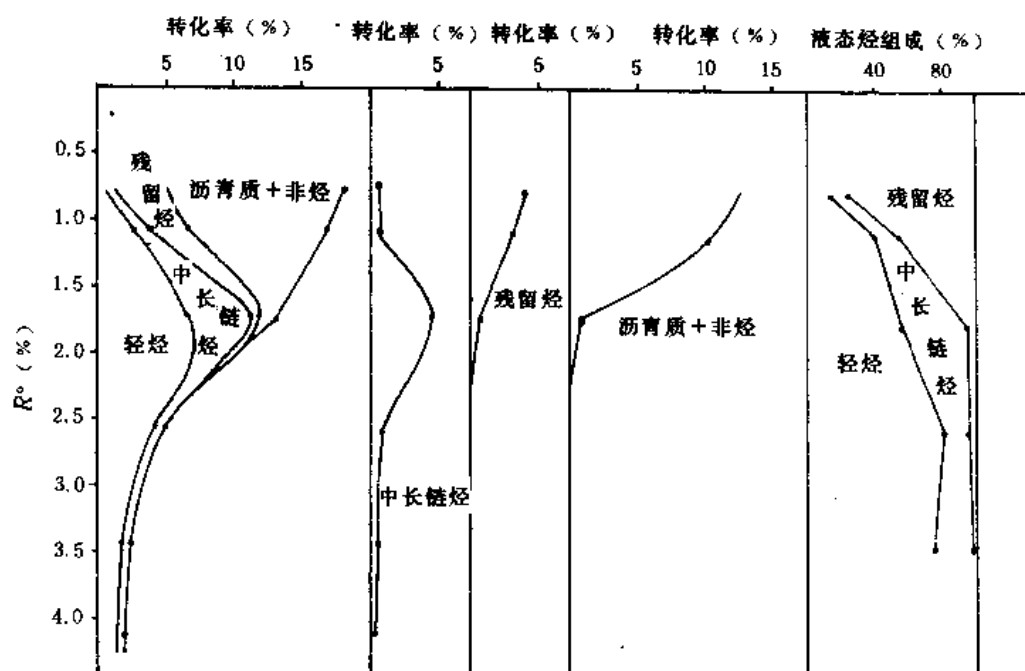 转化率（%） 转化率（%） 转化率（%） 转化率（%） 液态烃组成（%）
5 10 15 5 5 5 10 15 40 80
0.5
1.0
1.5
2.0
2.5
3.0
3.5
4.0
R°（%）
残留烃
沥青质＋非烃
中长链烃
轻烃
中长链烃
残留烃
沥青质＋非烃
残留烃
中长链烃
轻烃